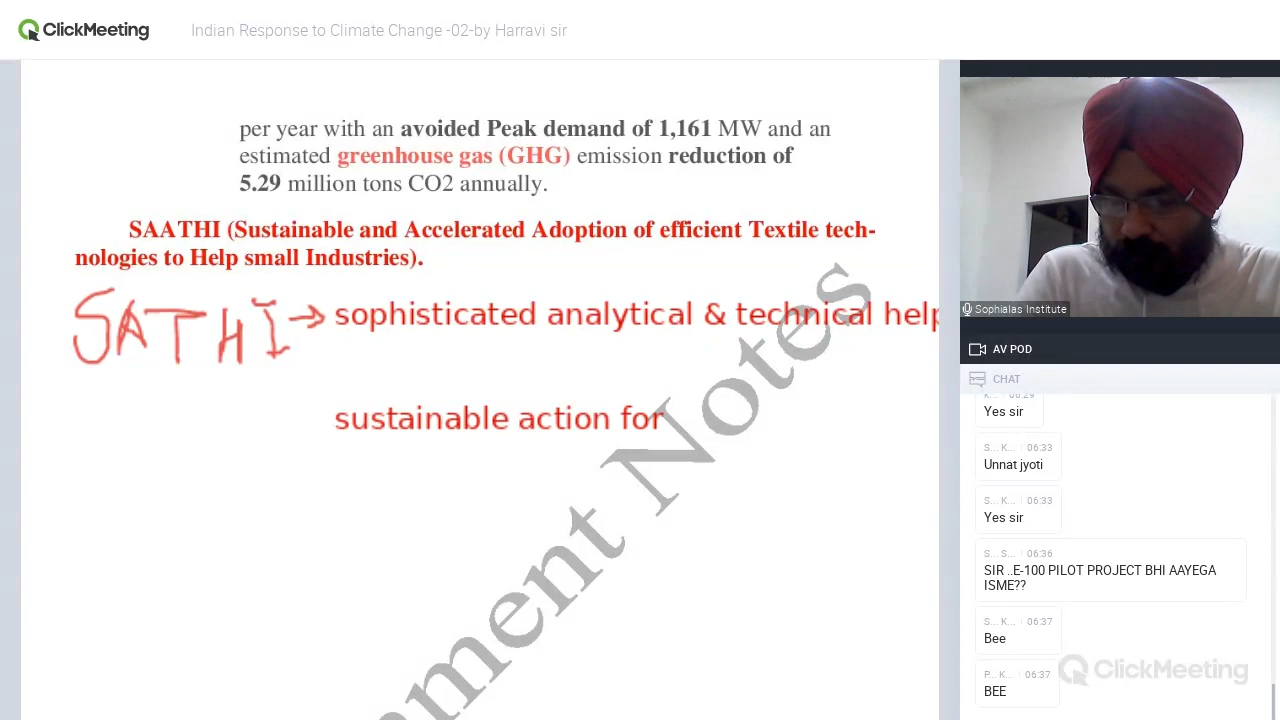 ClickMeeting
Indian Response to Climate Change -02-by Harravi sir
per year with an avoided Peak demand of 1,161 MW and an
estimated greenhouse gas (GHG) emission reduction of
5.29 million tons CO2 annually.
SAATHI (Sustainable and Accelerated Adoption of efficient Textile tech-
nologies to Help small Industries).
SATHI → sophisticated analytical & technical help
sustainable action for
ment Notes
Sophialas Institute
AV POD
CHAT
K... 06:29
Yes sir
S... K... 06:33
Unnat jyoti
S... K... 06:33
Yes sir
S... S... 06:36
SIR ..E-100 PILOT PROJECT BHI AAYEGA
ISME??
S... K... 06:37
Bee
P... K... 06:37
BEE
ClickMeeting